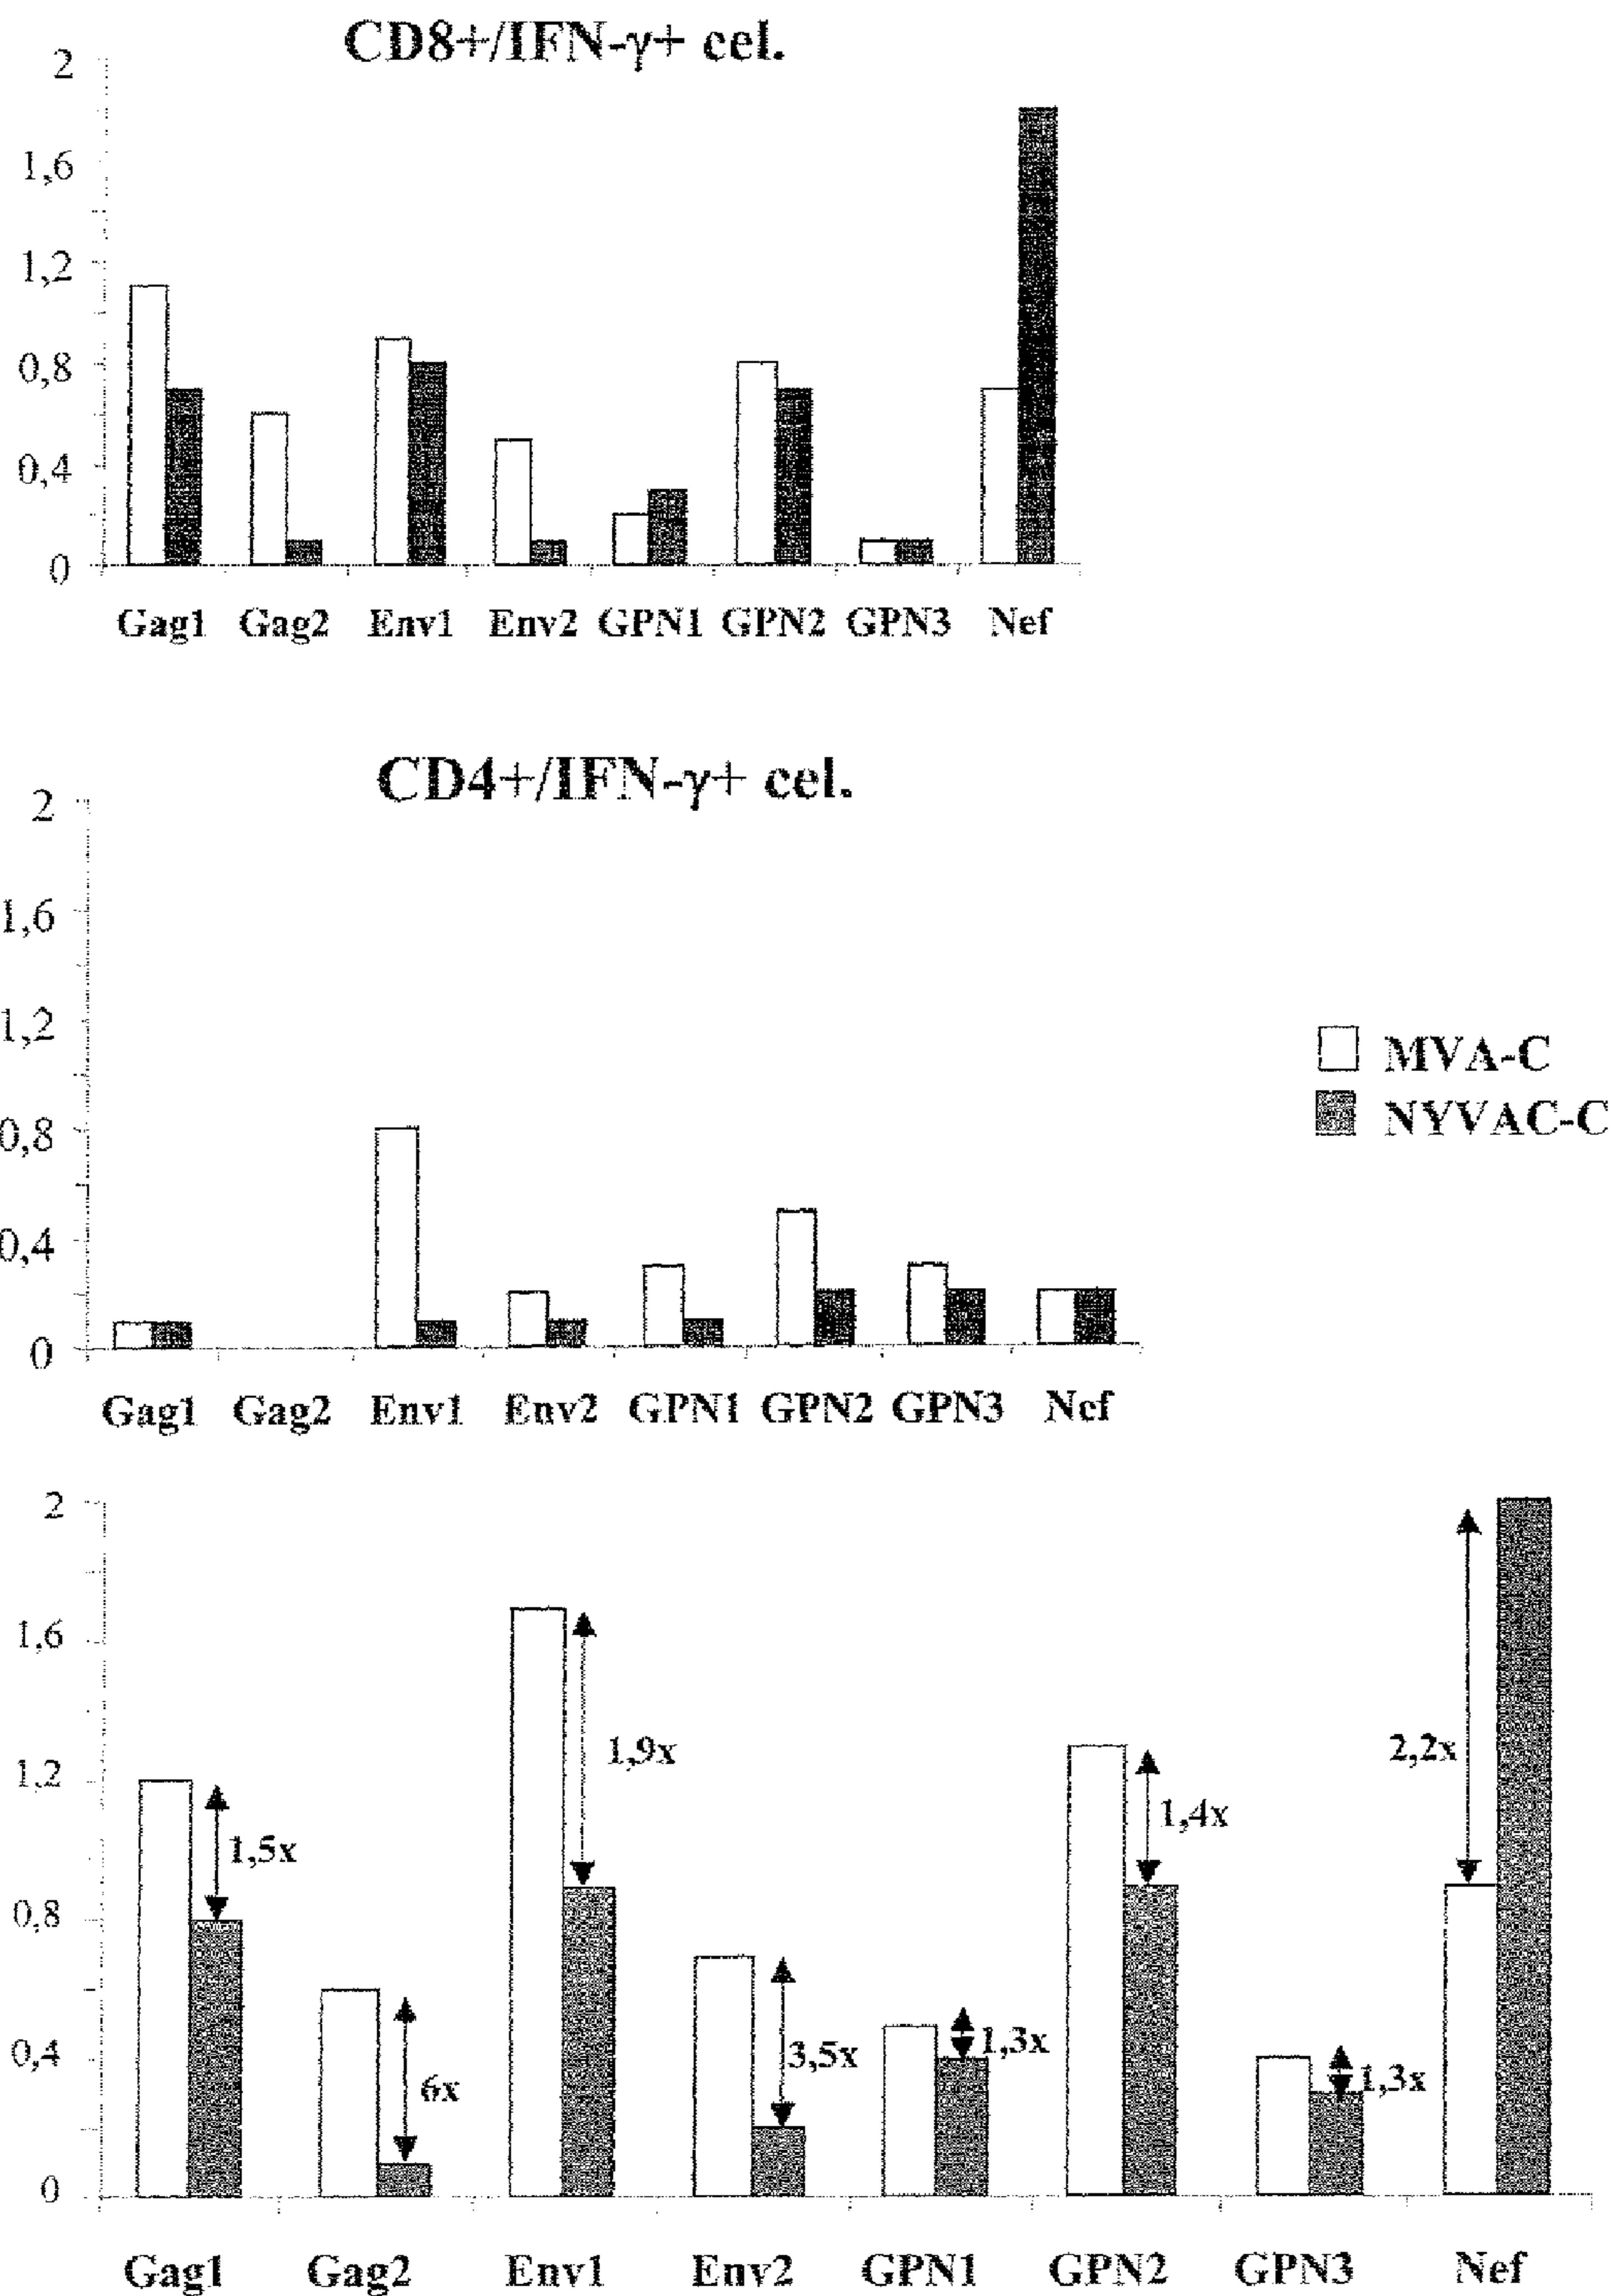 CD8+/IFN-γ+ cel.
2
1,6
1,2
0,8
0,4
0
Gag1 Gag2 Env1 Env2 GPN1 GPN2 GPN3 Nef
CD4+/IFN-γ+ cel.
2
1,6
1,2
0,8
0,4
0
Gag1 Gag2 Env1 Env2 GPN1 GPN2 GPN3 Nef
MVA-C
NYVAC-C
2
1,6
1,2
0,8
0,4
0
1,5x
6x
1,9x
3,5x
1,3x
1,4x
1,3x
2,2x
Gag1 Gag2 Env1 Env2 GPN1 GPN2 GPN3 Nef